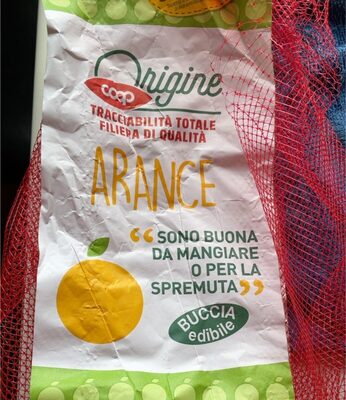 Origine
coop
TRACCIABILITÀ TOTALE
FILIERA DI QUALITÀ
ARANCE
“SONO BUONA
DA MANGIARE
O PER LA
SPREMUTA”
BUCCIA
edibile